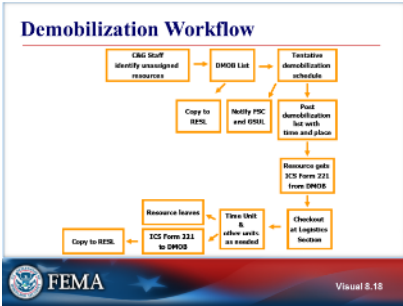 Demobilization Workflow
C&G Staff
identify unassigned
resources
DMOB List
Tentative
demobilization
schedule
Copy to
RESL
Notify PSC
and GSUL
Post
demobilization
list with
time and place
Resource gets
ICS Form 221
from DMOB
Checkout
at Logistics
Section
Time Unit
&
other units
as needed
Resource leaves
ICS Form 221
to DMOB
Copy to RESL
FEMA
Visual 8.18